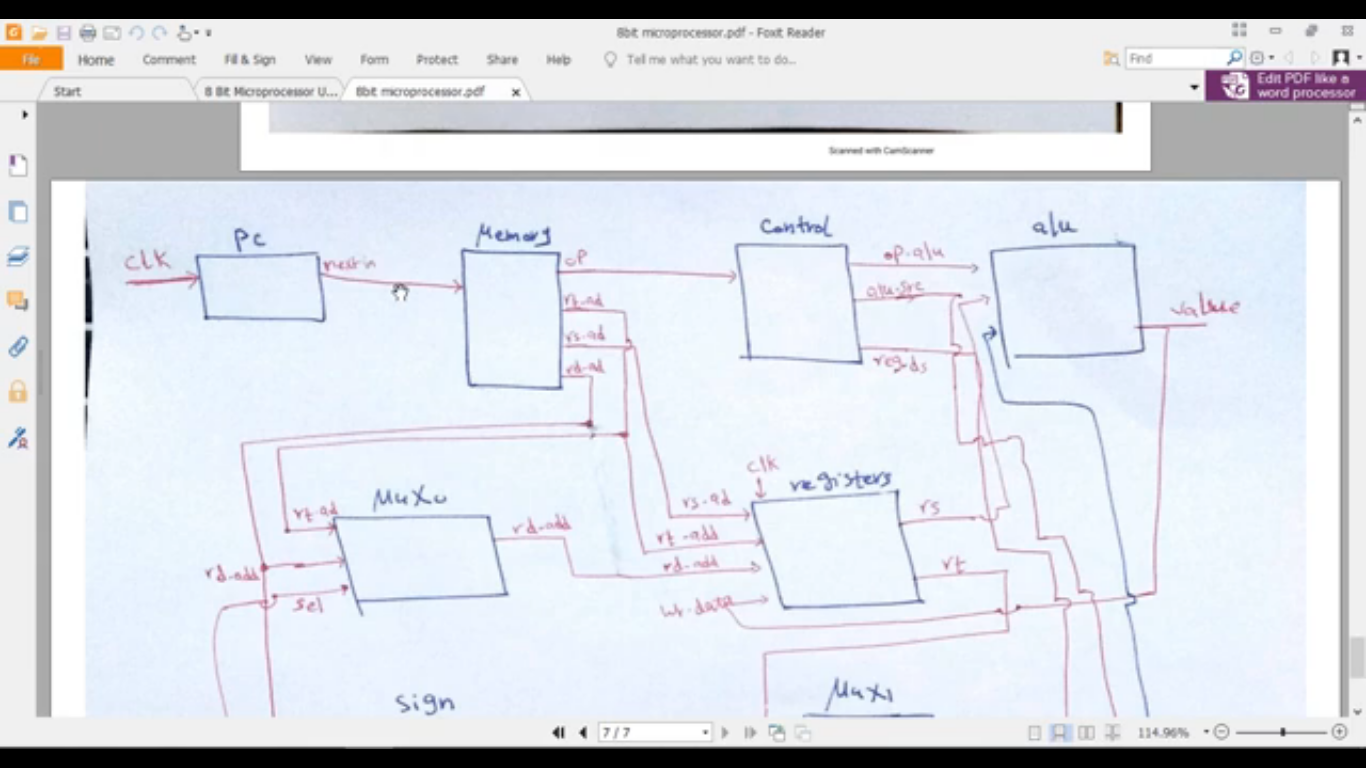 8bit microprocessor.pdf - Foxit Reader
File Home Comment Fill & Sign View Form Protect Share Help Tell me what you want to do.. Find
Start 8 Bit Microprocessor U... 8bit microprocessor.pdf × Edit PDF like a
word processor
Scanned with CamScanner
PC
Memory
Control
alu
CLK
op
op-alu
rt-ad
alu-src
value
rs-ad
rd-ad
reg-ds
clk
registers
Mux0
rt-ad
rd-add
rs-ad
rs
rt-add
rd-add
rd-add
rt
sel
wr-data
Mux1
sign
7 / 7
114.96%